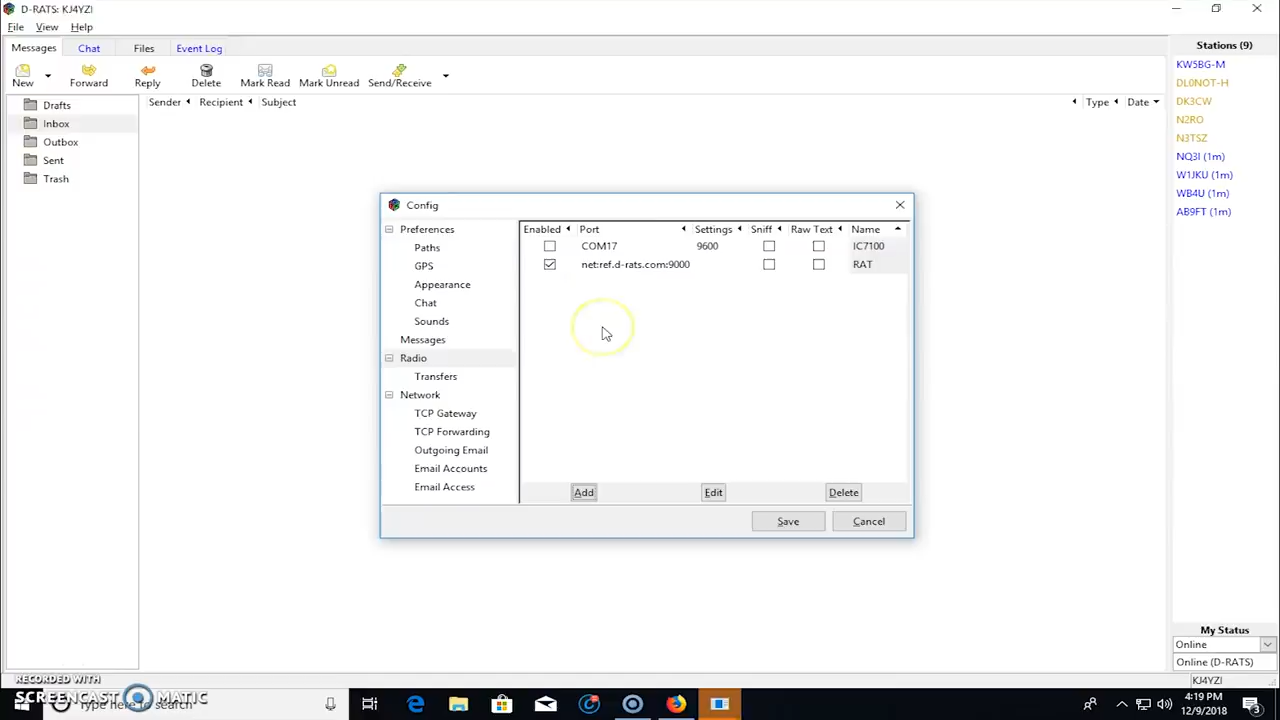 D-RATS: KJ4YZI
File View Help
Messages Chat Files Event Log
New Forward Reply Delete Mark Read Mark Unread Send/Receive
Drafts
Inbox
Outbox
Sent
Trash
Sender Recipient Subject Type Date
Stations (9)
KW5BG-M
DL0NOT-H
DK3CW
N2RO
N3TSZ
NQ3I (1m)
W1JKU (1m)
WB4U (1m)
AB9FT (1m)
Config
Preferences
Paths
GPS
Appearance
Chat
Sounds
Messages
Radio
Transfers
Network
TCP Gateway
TCP Forwarding
Outgoing Email
Email Accounts
Email Access
Enabled Port Settings Sniff Raw Text Name
COM17 9600 IC7100
net:ref.d-rats.com:9000 RAT
Add Edit Delete
Save Cancel
My Status
Online
Online (D-RATS)
KJ4YZI
RECORDED WITH
SCREENCAST MATIC
Type here to search
4:19 PM
12/9/2018
3